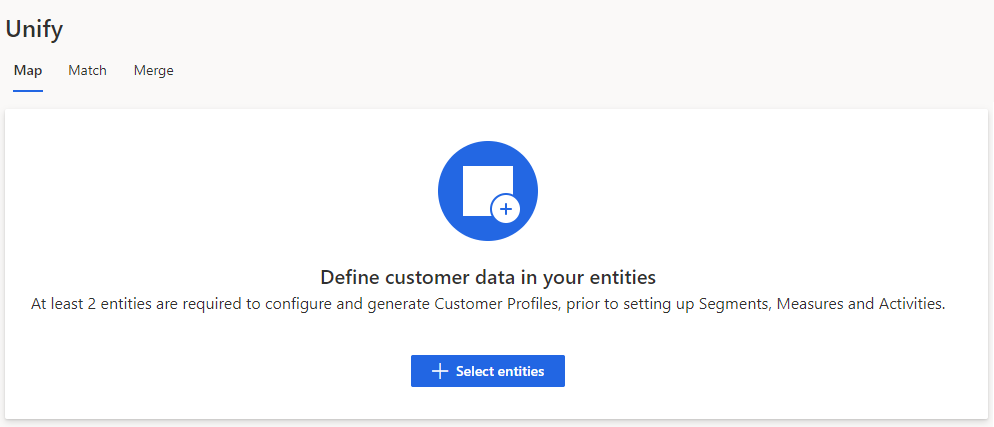 Unify
Map Match Merge
Define customer data in your entities
At least 2 entities are required to configure and generate Customer Profiles, prior to setting up Segments, Measures and Activities.
Select entities